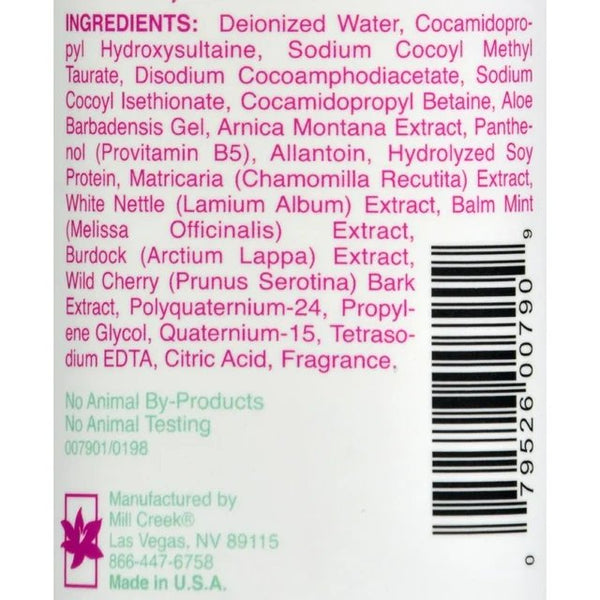 INGREDIENTS: Deionized Water, Cocamidopro-
pyl Hydroxysultaine, Sodium Cocoyl Methyl
Taurate, Disodium Cocoamphodiacetate, Sodium
Cocoyl Isethionate, Cocamidopropyl Betaine, Aloe
Barbadensis Gel, Arnica Montana Extract, Panthe-
nol (Provitamin B5), Allantoin, Hydrolyzed Soy
Protein, Matricaria (Chamomilla Recutita) Extract,
White Nettle (Lamium Album) Extract, Balm Mint
(Melissa Officinalis) Extract,
Burdock (Arctium Lappa) Extract,
Wild Cherry (Prunus Serotina) Bark
Extract, Polyquaternium-24, Propyl-
ene Glycol, Quaternium-15, Tetraso-
dium EDTA, Citric Acid, Fragrance.
No Animal By-Products
No Animal Testing
007901/0198
Manufactured by
Mill Creek®
Las Vegas, NV 89115
866-447-6758
Made in U.S.A.
0 79526 00790 9